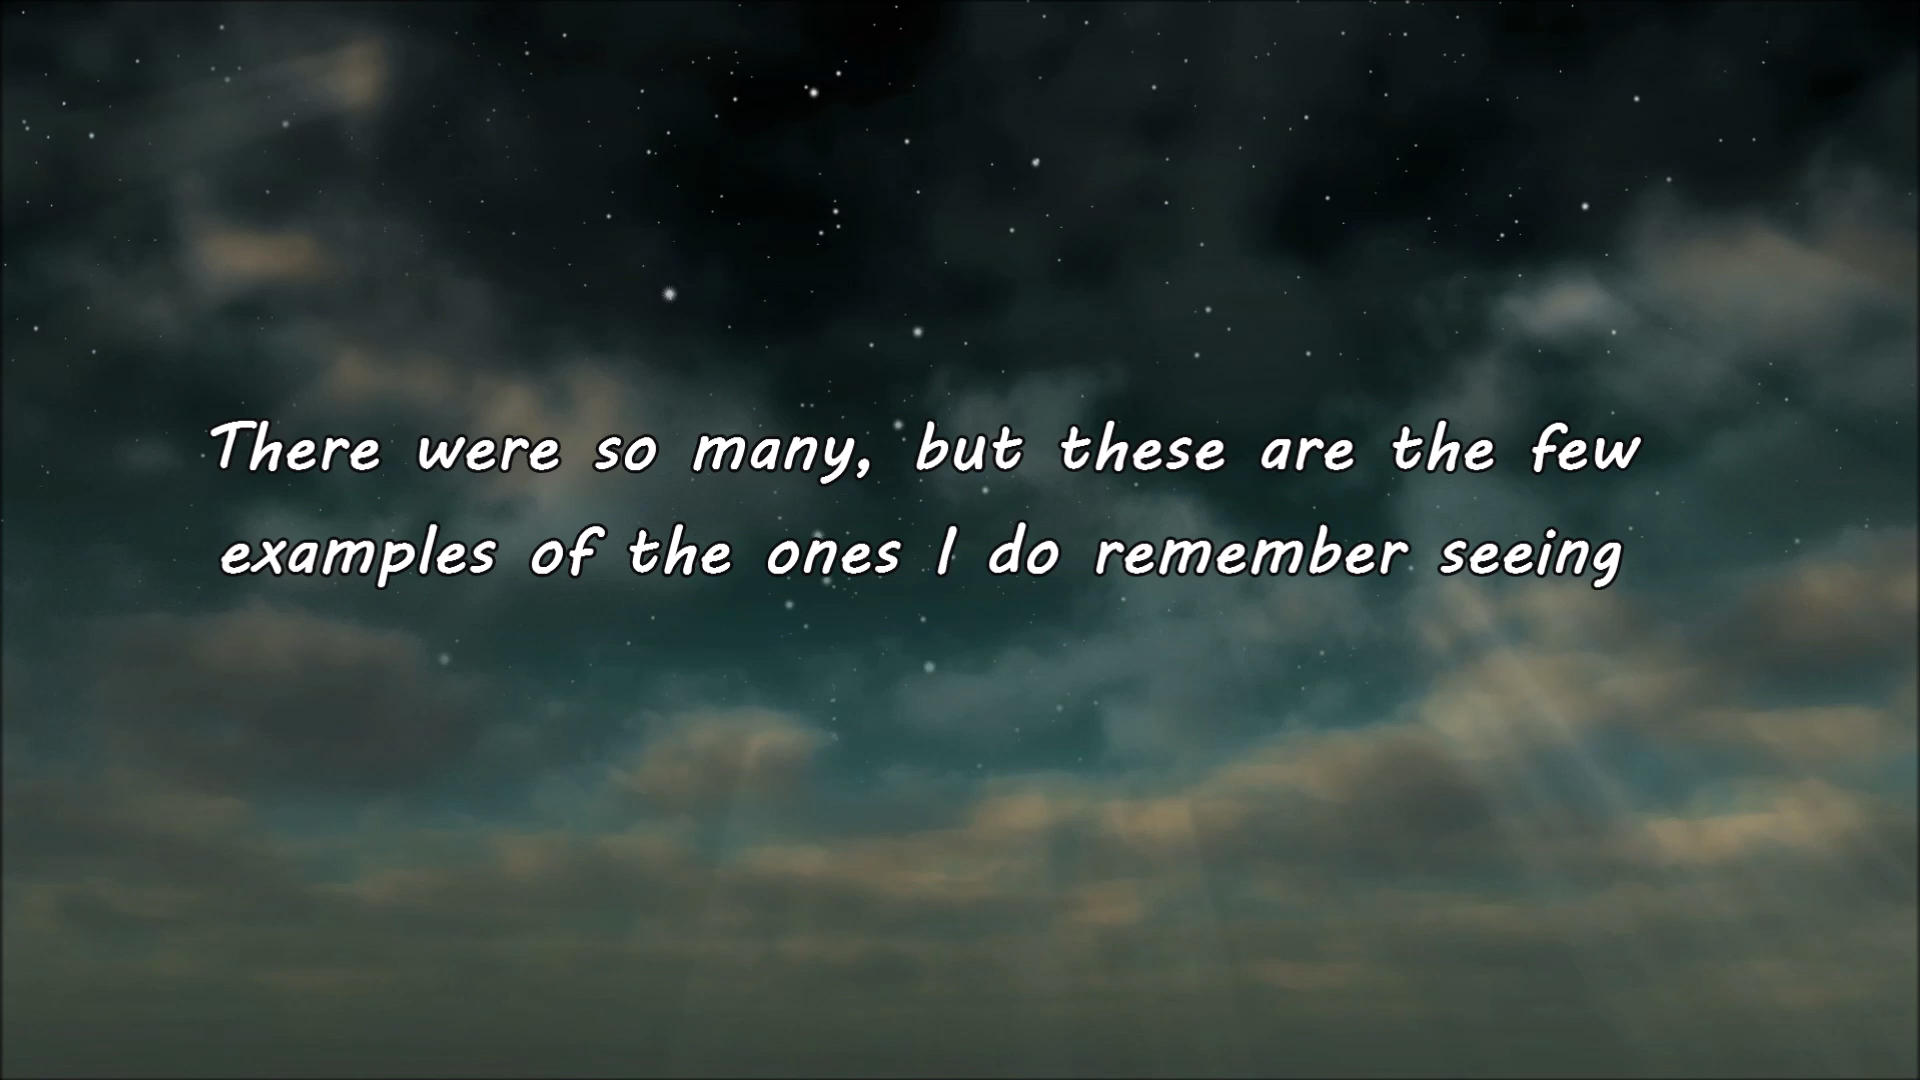 There were so many, but these are the few
examples of the ones I do remember seeing